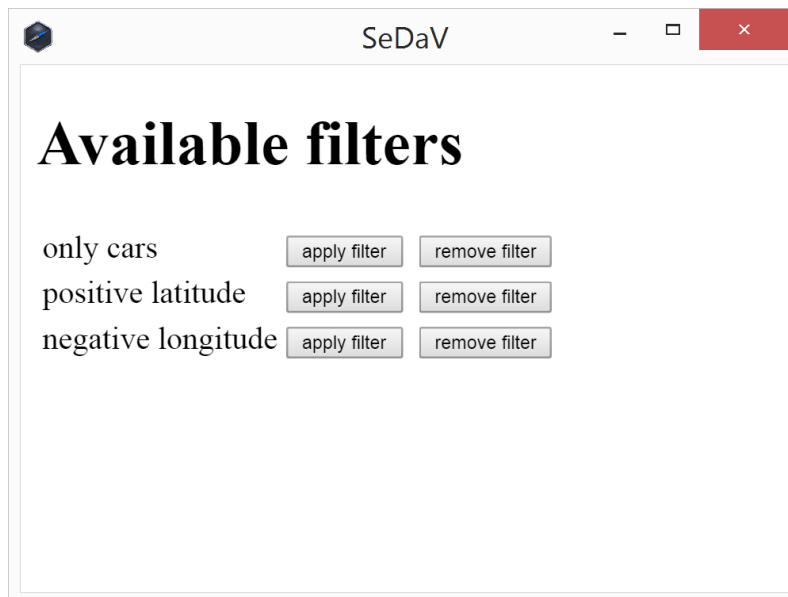 SeDaV
Available filters
only cars apply filter remove filter
positive latitude apply filter remove filter
negative longitude apply filter remove filter